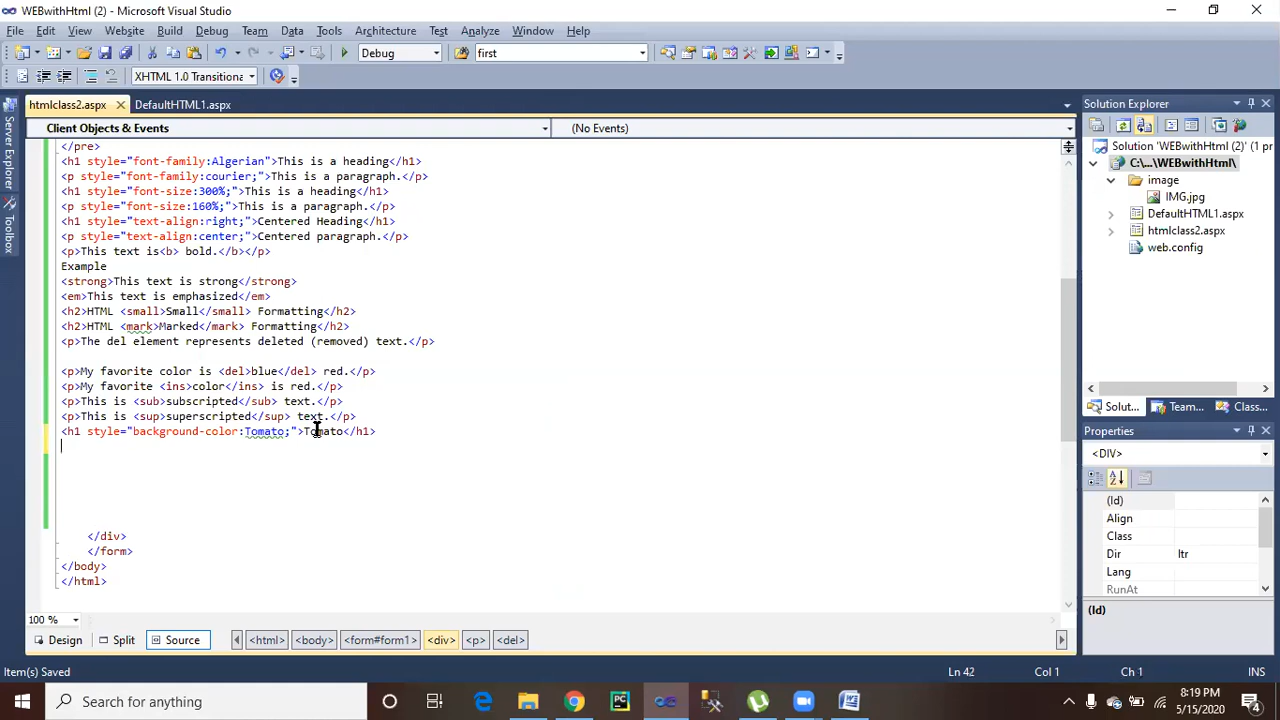 WEBwithHtml (2) - Microsoft Visual Studio
File Edit View Website Build Debug Team Data Tools Architecture Test Analyze Window Help
Debug first
XHTML 1.0 Transitiona
htmlclass2.aspx DefaultHTML1.aspx
Client Objects & Events (No Events)
</pre>
<h1 style="font-family:Algerian">This is a heading</h1>
<p style="font-family:courier;">This is a paragraph.</p>
<h1 style="font-size:300%;">This is a heading</h1>
<p style="font-size:160%;">This is a paragraph.</p>
<h1 style="text-align:right;">Centered Heading</h1>
<p style="text-align:center;">Centered paragraph.</p>
<p>This text is<b> bold.</b></p>
Example
<strong>This text is strong</strong>
<em>This text is emphasized</em>
<h2>HTML <small>Small</small> Formatting</h2>
<h2>HTML <mark>Marked</mark> Formatting</h2>
<p>The del element represents deleted (removed) text.</p>
<p>My favorite color is <del>blue</del> red.</p>
<p>My favorite <ins>color</ins> is red.</p>
<p>This is <sub>subscripted</sub> text.</p>
<p>This is <sup>superscripted</sup> text.</p>
<h1 style="background-color:Tomato;">Tomato</h1>
</div>
</form>
</body>
</html>
100 %
Design Split Source <html> <body> <form#form1> <div> <p> <del>
Server Explorer
Toolbox
Solution Explorer
Solution 'WEBwithHtml (2)' (1 pr
C:\...\WEBwithHtml\
image
IMG.jpg
DefaultHTML1.aspx
htmlclass2.aspx
web.config
Solut... Team... Class...
Properties
<DIV>
(Id)
Align
Class
Dir ltr
Lang
RunAt
(Id)
Item(s) Saved Ln 42 Col 1 Ch 1 INS
Search for anything
PC
8:19 PM
5/15/2020
4